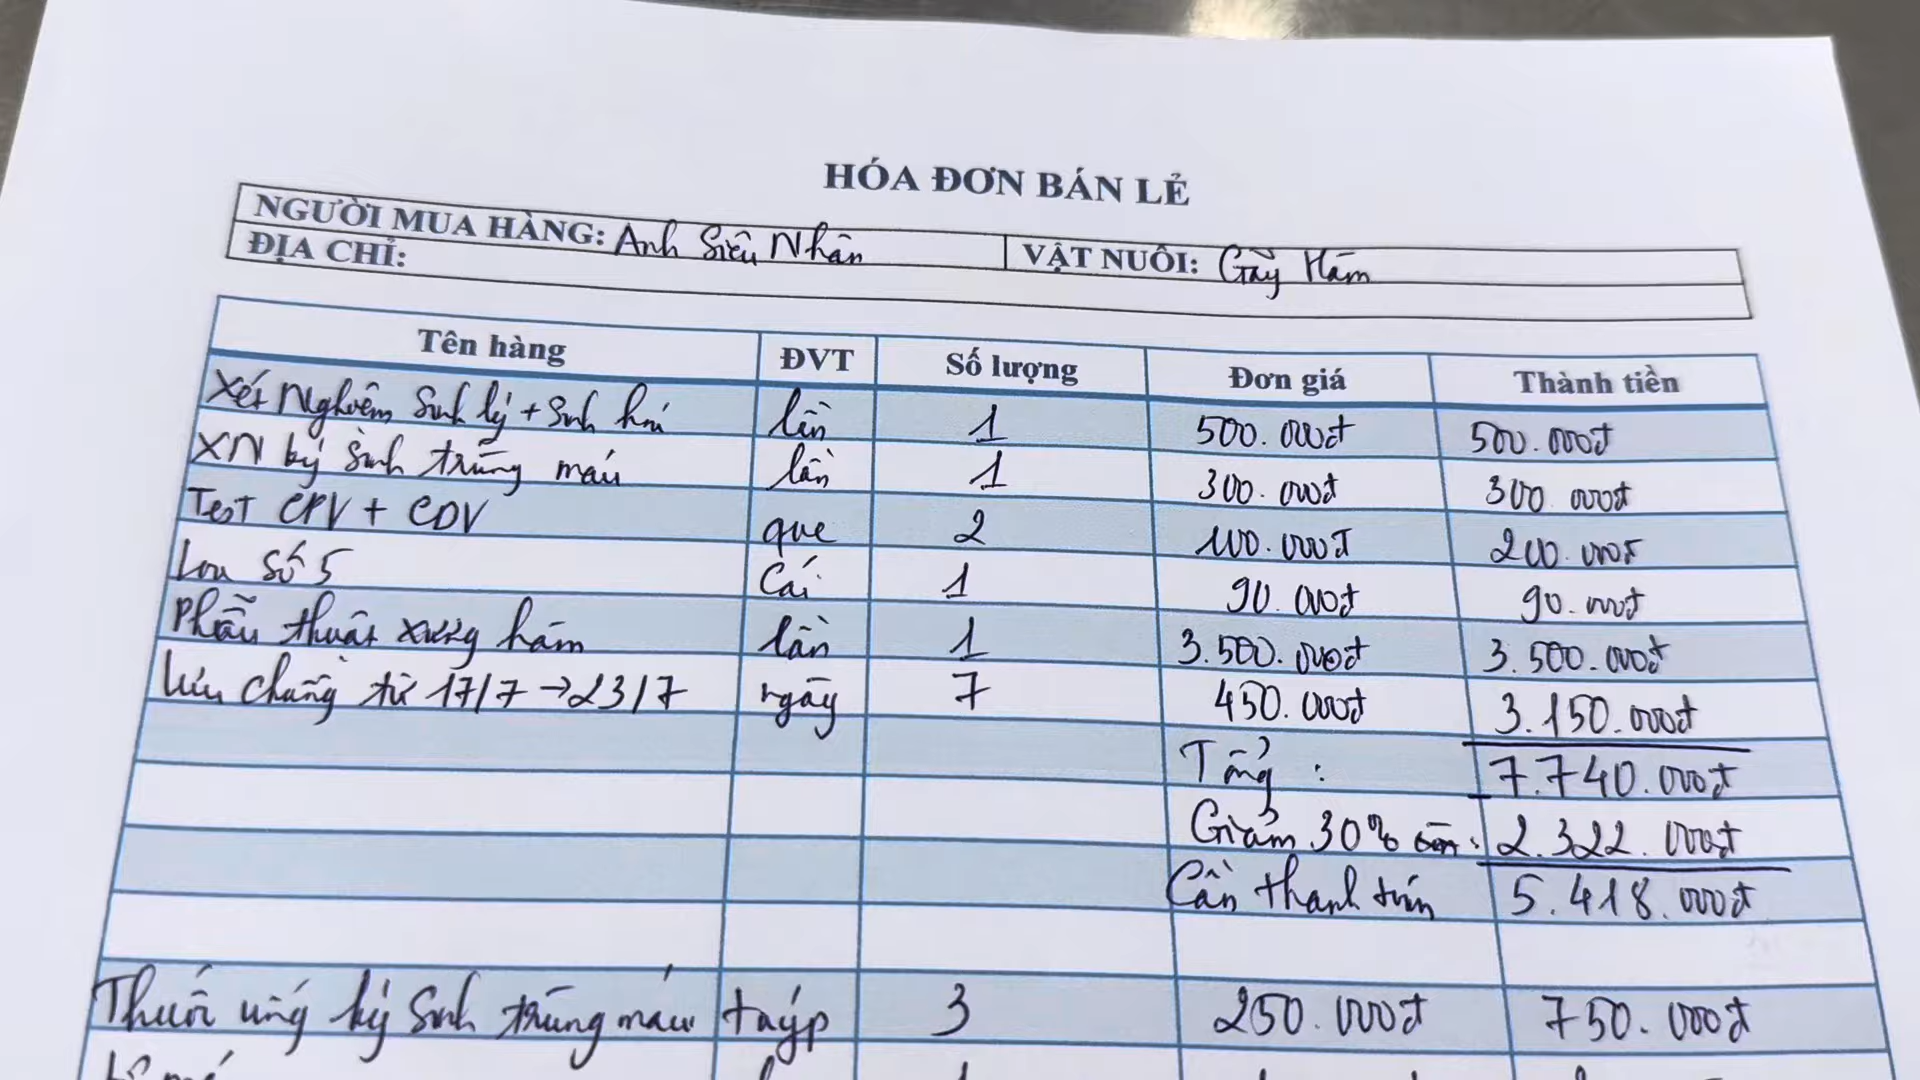 HÓA ĐƠN BÁN LẺ
NGƯỜI MUA HÀNG: Anh Siêu Nhân VẬT NUÔI: Gãy Hàm
ĐỊA CHỈ:
Tên hàng ĐVT Số lượng Đơn giá Thành tiền
Xét Nghiệm Sinh lý + Sinh hoá lần 1 500.000đ 500.000đ
XN ký sinh trùng máu lần 1 300.000đ 300.000đ
Test CPV + CDV que 2 100.000đ 200.000đ
Loa số 5 Cái 1 90.000đ 90.000đ
Phẫu thuật xương hàm lần 1 3.500.000đ 3.500.000đ
Lưu chuồng từ 17/7 → 23/7 ngày 7 450.000đ 3.150.000đ
Tổng : 7.740.000đ
Giảm 30% : 2.322.000đ
Cần thanh toán 5.418.000đ
Thuốc uống ký sinh trùng máu tuýp 3 250.000đ 750.000đ